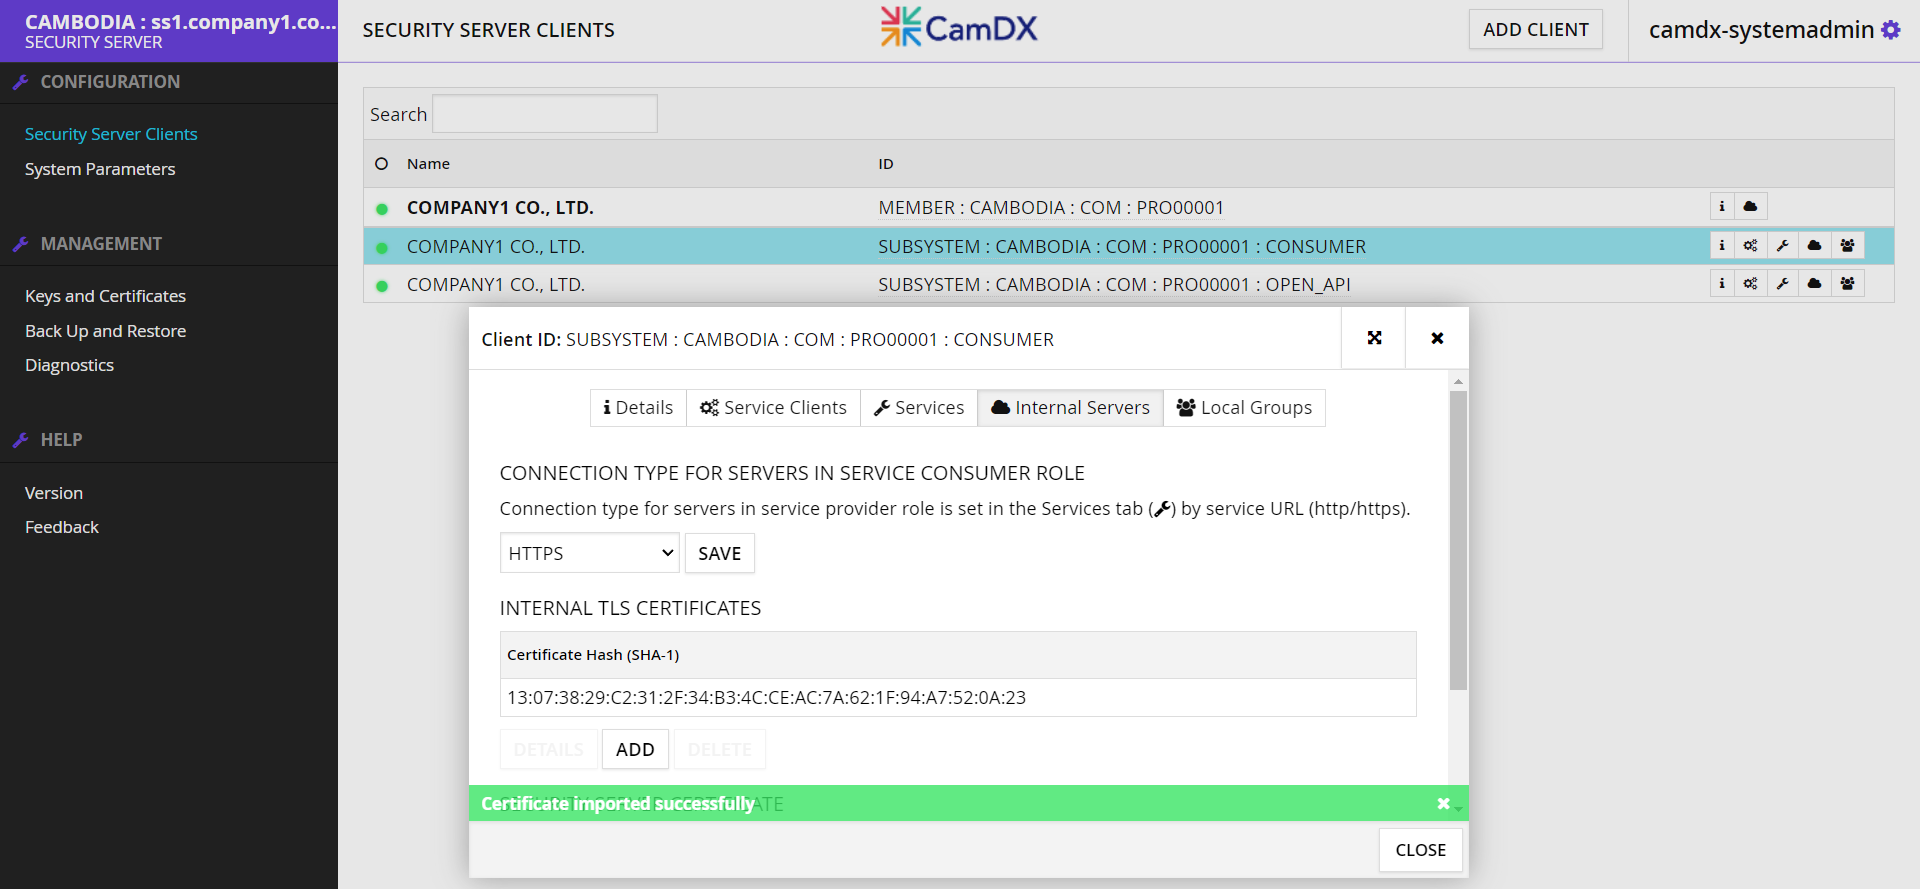 CAMBODIA : ss1.company1.co...
SECURITY SERVER
SECURITY SERVER CLIENTS
CamDX
ADD CLIENT
camdx-systemadmin
CONFIGURATION
Security Server Clients
System Parameters
MANAGEMENT
Keys and Certificates
Back Up and Restore
Diagnostics
HELP
Version
Feedback
Search
Name ID
COMPANY1 CO., LTD. MEMBER : CAMBODIA : COM : PRO00001
COMPANY1 CO., LTD. SUBSYSTEM : CAMBODIA : COM : PRO00001 : CONSUMER
COMPANY1 CO., LTD. SUBSYSTEM : CAMBODIA : COM : PRO00001 : OPEN_API
Client ID: SUBSYSTEM : CAMBODIA : COM : PRO00001 : CONSUMER
Details Service Clients Services Internal Servers Local Groups
CONNECTION TYPE FOR SERVERS IN SERVICE CONSUMER ROLE
Connection type for servers in service provider role is set in the Services tab () by service URL (http/https).
HTTPS SAVE
INTERNAL TLS CERTIFICATES
Certificate Hash (SHA-1)
13:07:38:29:C2:31:2F:34:B3:4C:CE:AC:7A:62:1F:94:A7:52:0A:23
DETAILS ADD DELETE
Certificate imported successfully
CLOSE